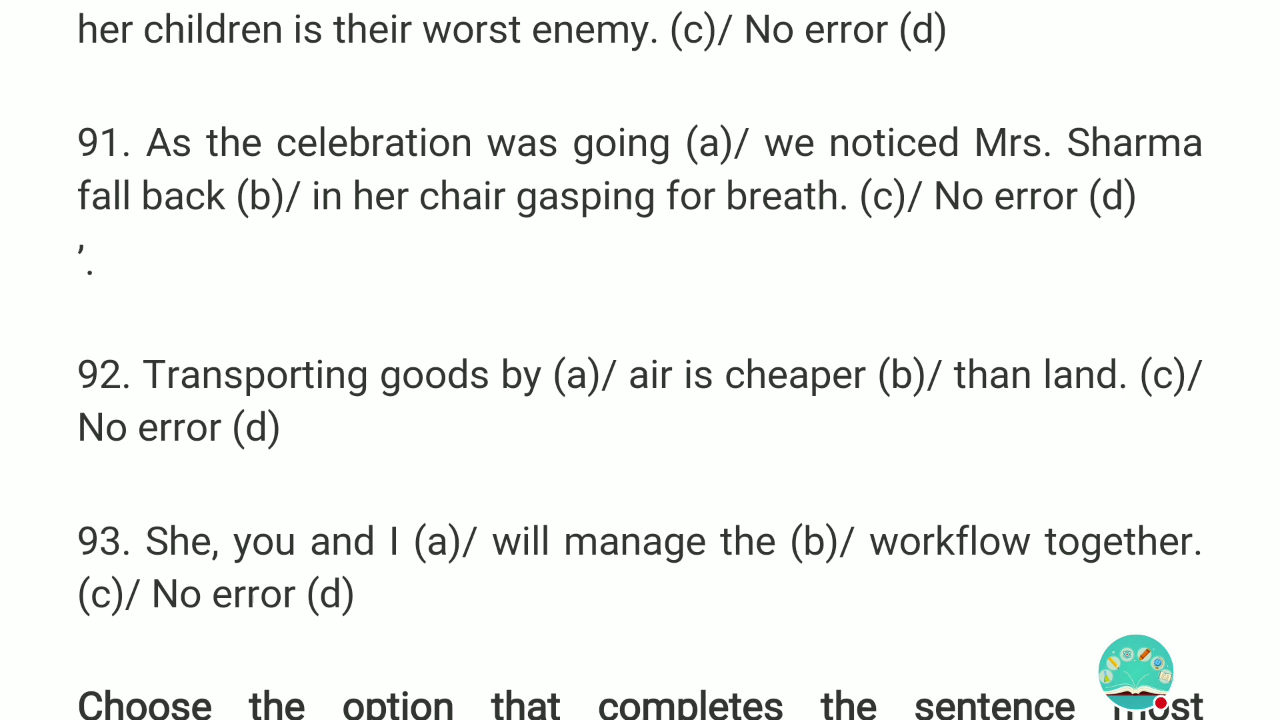 her children is their worst enemy. (c)/ No error (d)
91. As the celebration was going (a)/ we noticed Mrs. Sharma
fall back (b)/ in her chair gasping for breath. (c)/ No error (d)
’.
92. Transporting goods by (a)/ air is cheaper (b)/ than land. (c)/
No error (d)
93. She, you and I (a)/ will manage the (b)/ workflow together.
(c)/ No error (d)
Choose the option that completes the sentence most